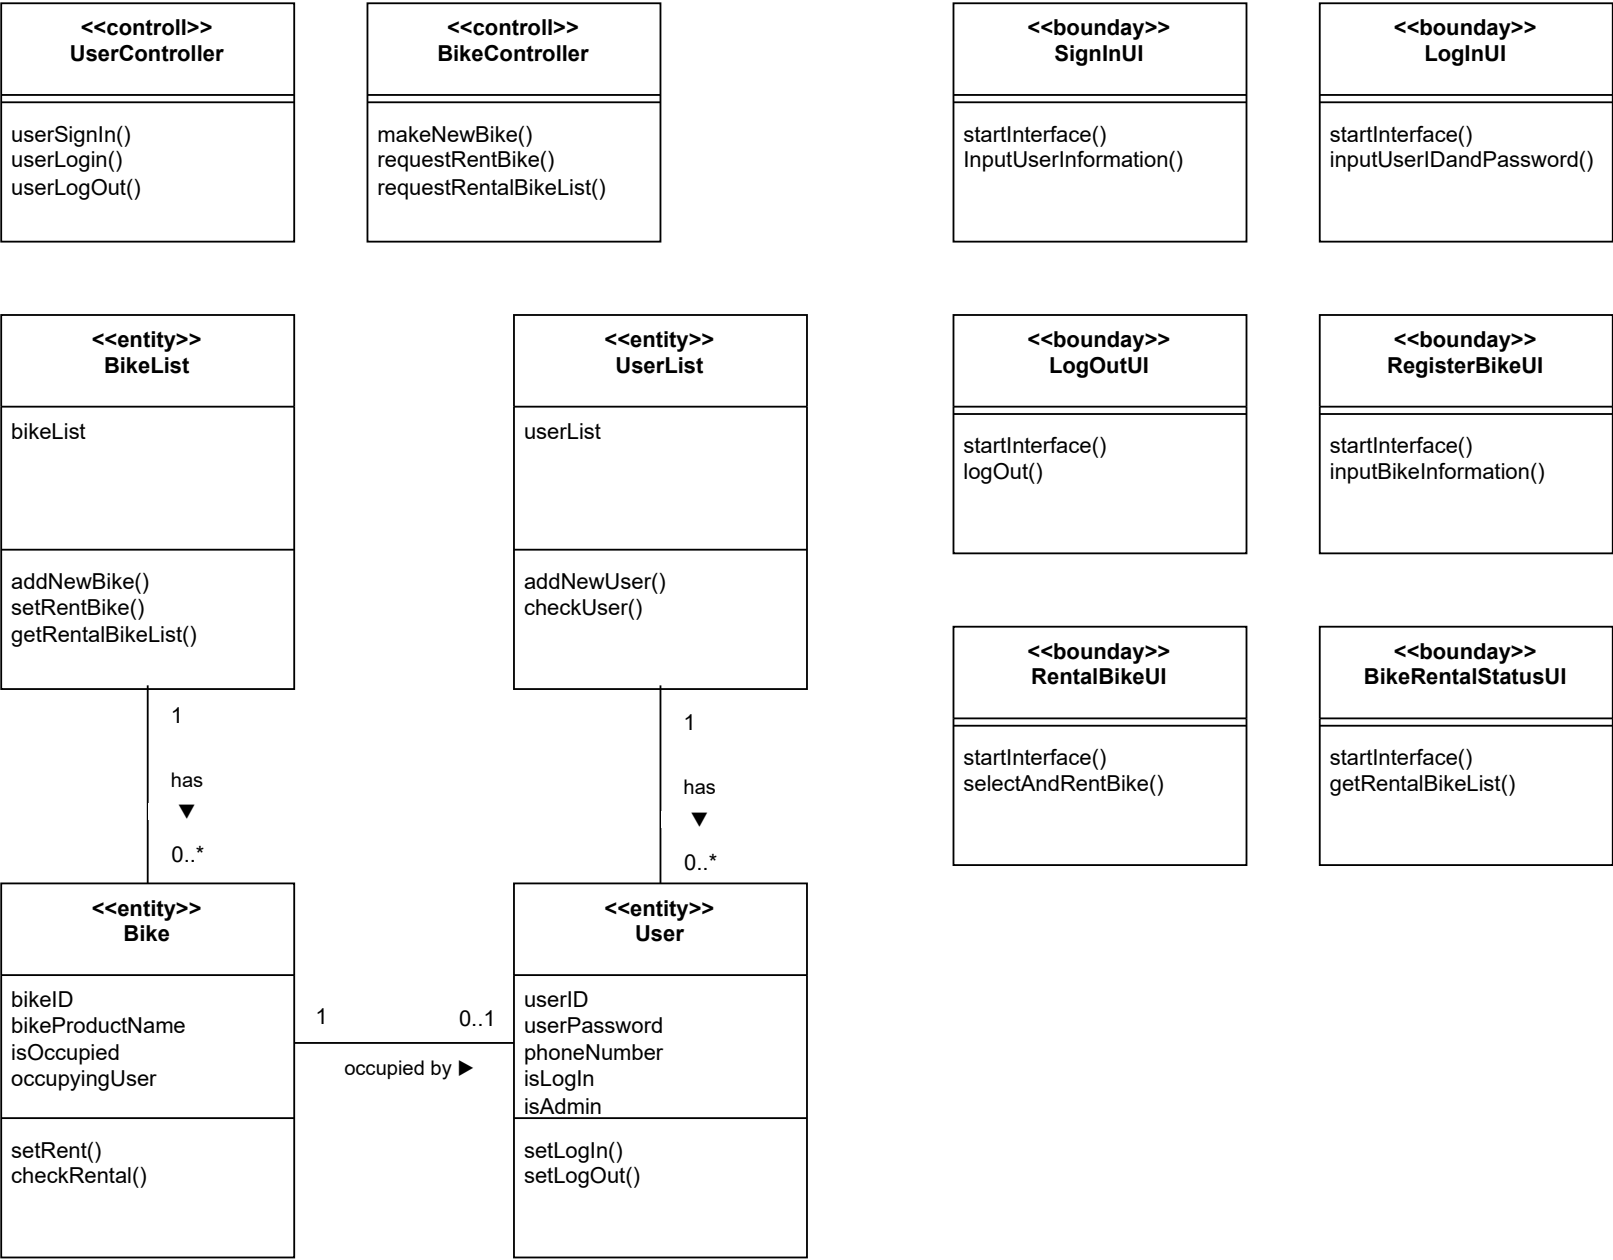 <<controll>>
UserController
userSignIn()
userLogin()
userLogOut()
<<controll>>
BikeController
makeNewBike()
requestRentBike()
requestRentalBikeList()
<<bounday>>
SignInUI
startInterface()
InputUserInformation()
<<bounday>>
LogInUI
startInterface()
inputUserIDandPassword()
<<entity>>
BikeList
bikeList
addNewBike()
setRentBike()
getRentalBikeList()
<<entity>>
UserList
userList
addNewUser()
checkUser()
<<bounday>>
LogOutUI
startInterface()
logOut()
<<bounday>>
RegisterBikeUI
startInterface()
inputBikeInformation()
<<bounday>>
RentalBikeUI
startInterface()
selectAndRentBike()
<<bounday>>
BikeRentalStatusUI
startInterface()
getRentalBikeList()
1
has
▼
0..*
1
has
▼
0..*
<<entity>>
Bike
bikeID
bikeProductName
isOccupied
occupyingUser
setRent()
checkRental()
1
0..1
occupied by ▶
<<entity>>
User
userID
userPassword
phoneNumber
isLogIn
isAdmin
setLogIn()
setLogOut()